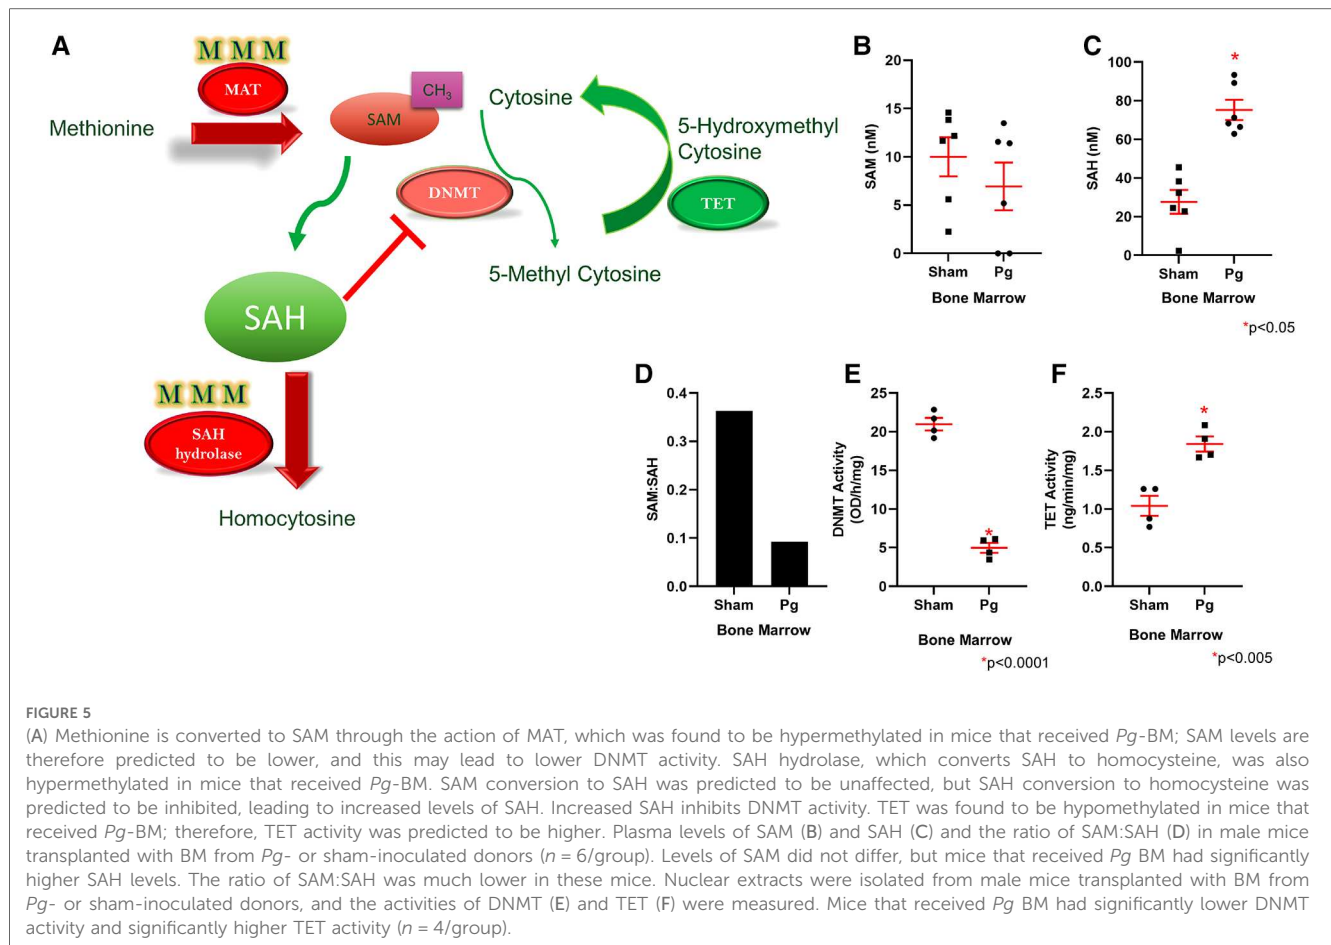 A
M M M
MAT
Methionine
CH3
SAM
Cytosine
5-Hydroxymethyl
Cytosine
DNMT
TET
5-Methyl Cytosine
SAH
M M M
SAH
hydrolase
Homocytosine
B
20
15
10
5
0
SAM (nM)
Sham Pg
Bone Marrow
C
100
80
60
40
20
0
SAH (nM)
*
Sham Pg
Bone Marrow
*p<0.05
D
0.4
0.3
0.2
0.1
0.0
SAM:SAH
Sham Pg
Bone Marrow
E
25
20
15
10
5
0
DNMT Activity
(OD/h/mg)
*
Sham Pg
Bone Marrow
*p<0.0001
F
2.5
2.0
1.5
1.0
0.5
0.0
TET Activity
(ng/min/mg)
*
Sham Pg
Bone Marrow
*p<0.005
FIGURE 5
(A) Methionine is converted to SAM through the action of MAT, which was found to be hypermethylated in mice that received Pg-BM; SAM levels are
therefore predicted to be lower, and this may lead to lower DNMT activity. SAH hydrolase, which converts SAH to homocysteine, was also
hypermethylated in mice that received Pg-BM. SAM conversion to SAH was predicted to be unaffected, but SAH conversion to homocysteine was
predicted to be inhibited, leading to increased levels of SAH. Increased SAH inhibits DNMT activity. TET was found to be hypomethylated in mice that
received Pg-BM; therefore, TET activity was predicted to be higher. Plasma levels of SAM (B) and SAH (C) and the ratio of SAM:SAH (D) in male mice
transplanted with BM from Pg- or sham-inoculated donors (n = 6/group). Levels of SAM did not differ, but mice that received Pg BM had significantly
higher SAH levels. The ratio of SAM:SAH was much lower in these mice. Nuclear extracts were isolated from male mice transplanted with BM from
Pg- or sham-inoculated donors, and the activities of DNMT (E) and TET (F) were measured. Mice that received Pg BM had significantly lower DNMT
activity and significantly higher TET activity (n = 4/group).